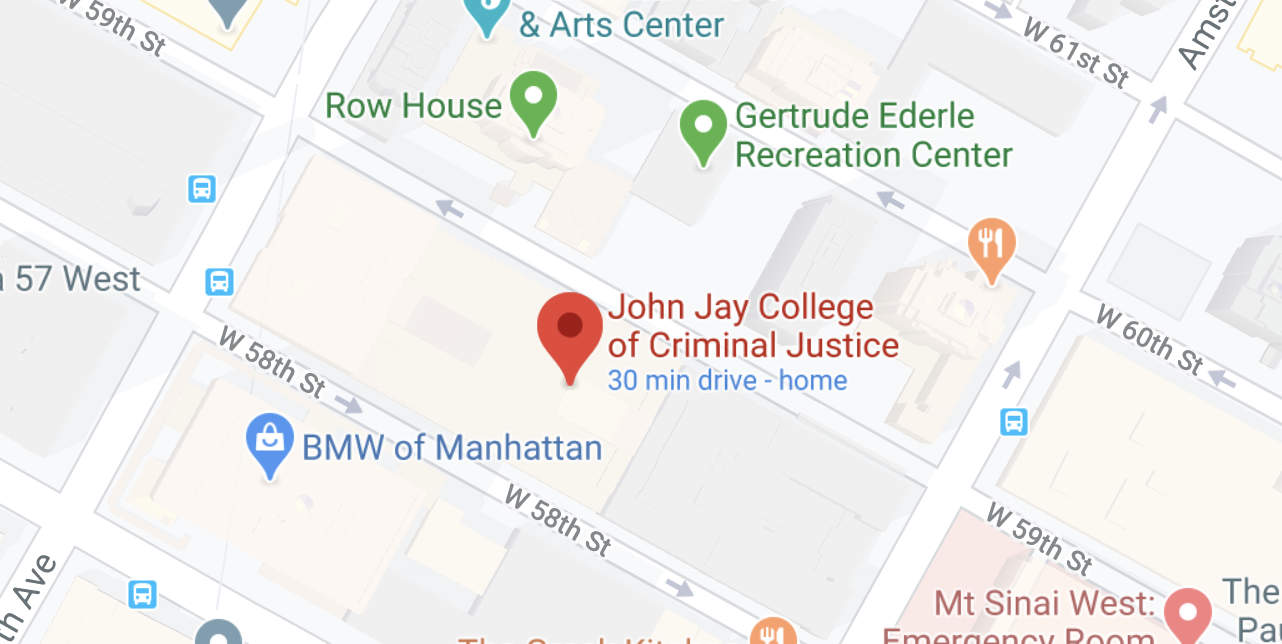 W 59th St
& Arts Center
W 61st St
Amst
Row House
Gertrude Ederle
Recreation Center
57 West
W 58th St
John Jay College
of Criminal Justice
30 min drive - home
W 60th St
BMW of Manhattan
W 58th St
W 59th St
th Ave
Mt Sinai West:
Emergency Room
The
Pa